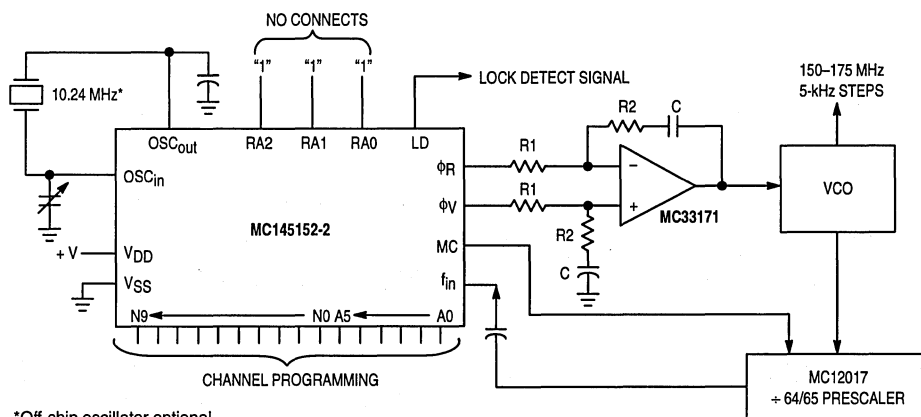 NO CONNECTS
“1” “1” “1”
LOCK DETECT SIGNAL
10.24 MHz*
150–175 MHz
5-kHz STEPS
OSCout RA2 RA1 RA0 LD
OSCin
+ V
VDD
VSS
MC145152-2
ϕR
ϕV
MC
fin
R1
R1
R2 C
R2
C
−
+
MC33171
VCO
N9 N0 A5 A0
CHANNEL PROGRAMMING
MC12017
÷ 64/65 PRESCALER
*Off-chip oscillator optional